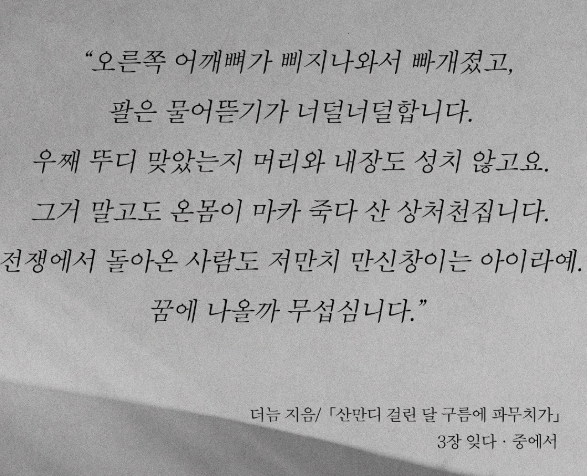 “오른쪽 어깨뼈가 삐지나와서 빠개졌고,
팔은 물어뜯기가 너덜너덜합니다.
우째 뚜디 맞았는지 머리와 내장도 성치 않고요.
그거 말고도 온몸이 마카 죽다 산 상처천집니다.
전쟁에서 돌아온 사람도 저만치 만신창이는 아이라예.
꿈에 나올까 무섭심니다.”
더늠 지음/「산만디 걸린 달 구름에 파무치가」
3장 잊다 · 중에서